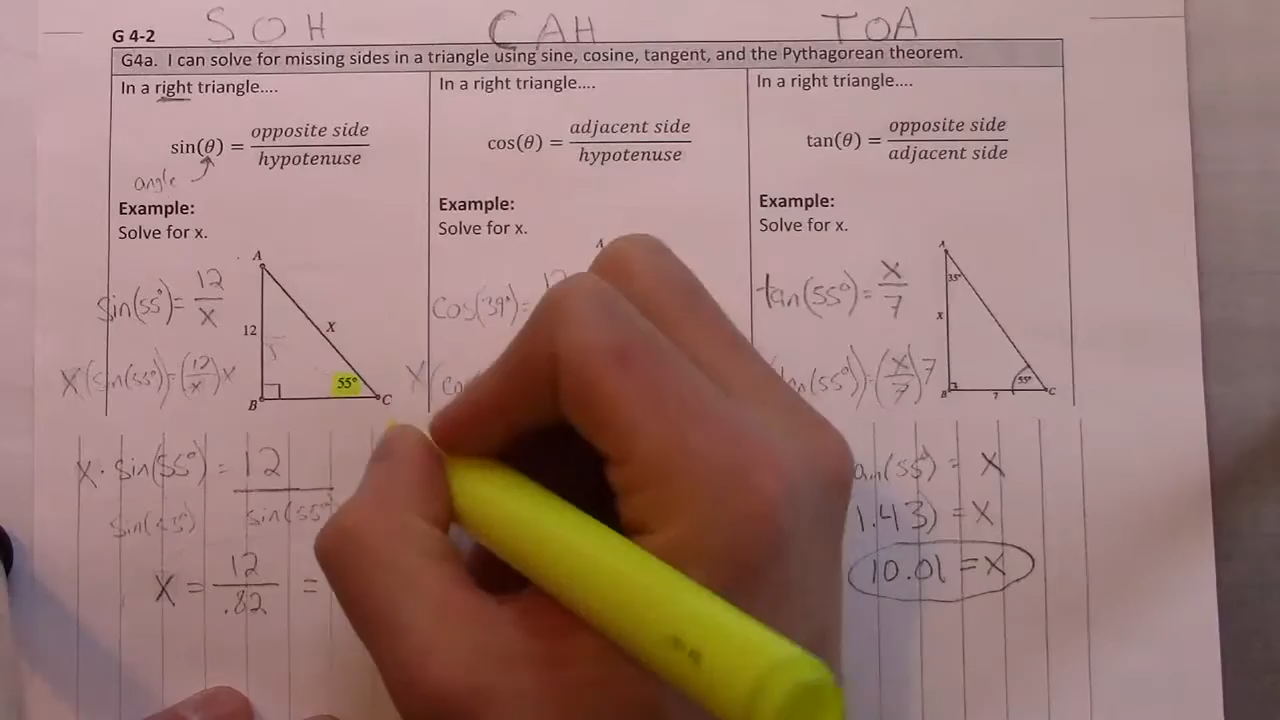 SOH CAH TOA
G 4-2
G4a. I can solve for missing sides in a triangle using sine, cosine, tangent, and the Pythagorean theorem.
In a right triangle....
sin(θ) = opposite side / hypotenuse
angle
Example:
Solve for x.
sin(55°) = 12/x
x(sin(55°)) = (12/x)x
A
12
X
55°
B
C
x · sin(55°) = 12
sin(55°)
x = 12/.82 =
In a right triangle....
cos(θ) = adjacent side / hypotenuse
Example:
Solve for x.
A
cos(39°) =
x
In a right triangle....
tan(θ) = opposite side / adjacent side
Example:
Solve for x.
tan(55°) = x/7
(55°)) = (x/7)7
A
35°
x
55°
B
7
C
an(55°) = x
1.43) = x
10.01 = x